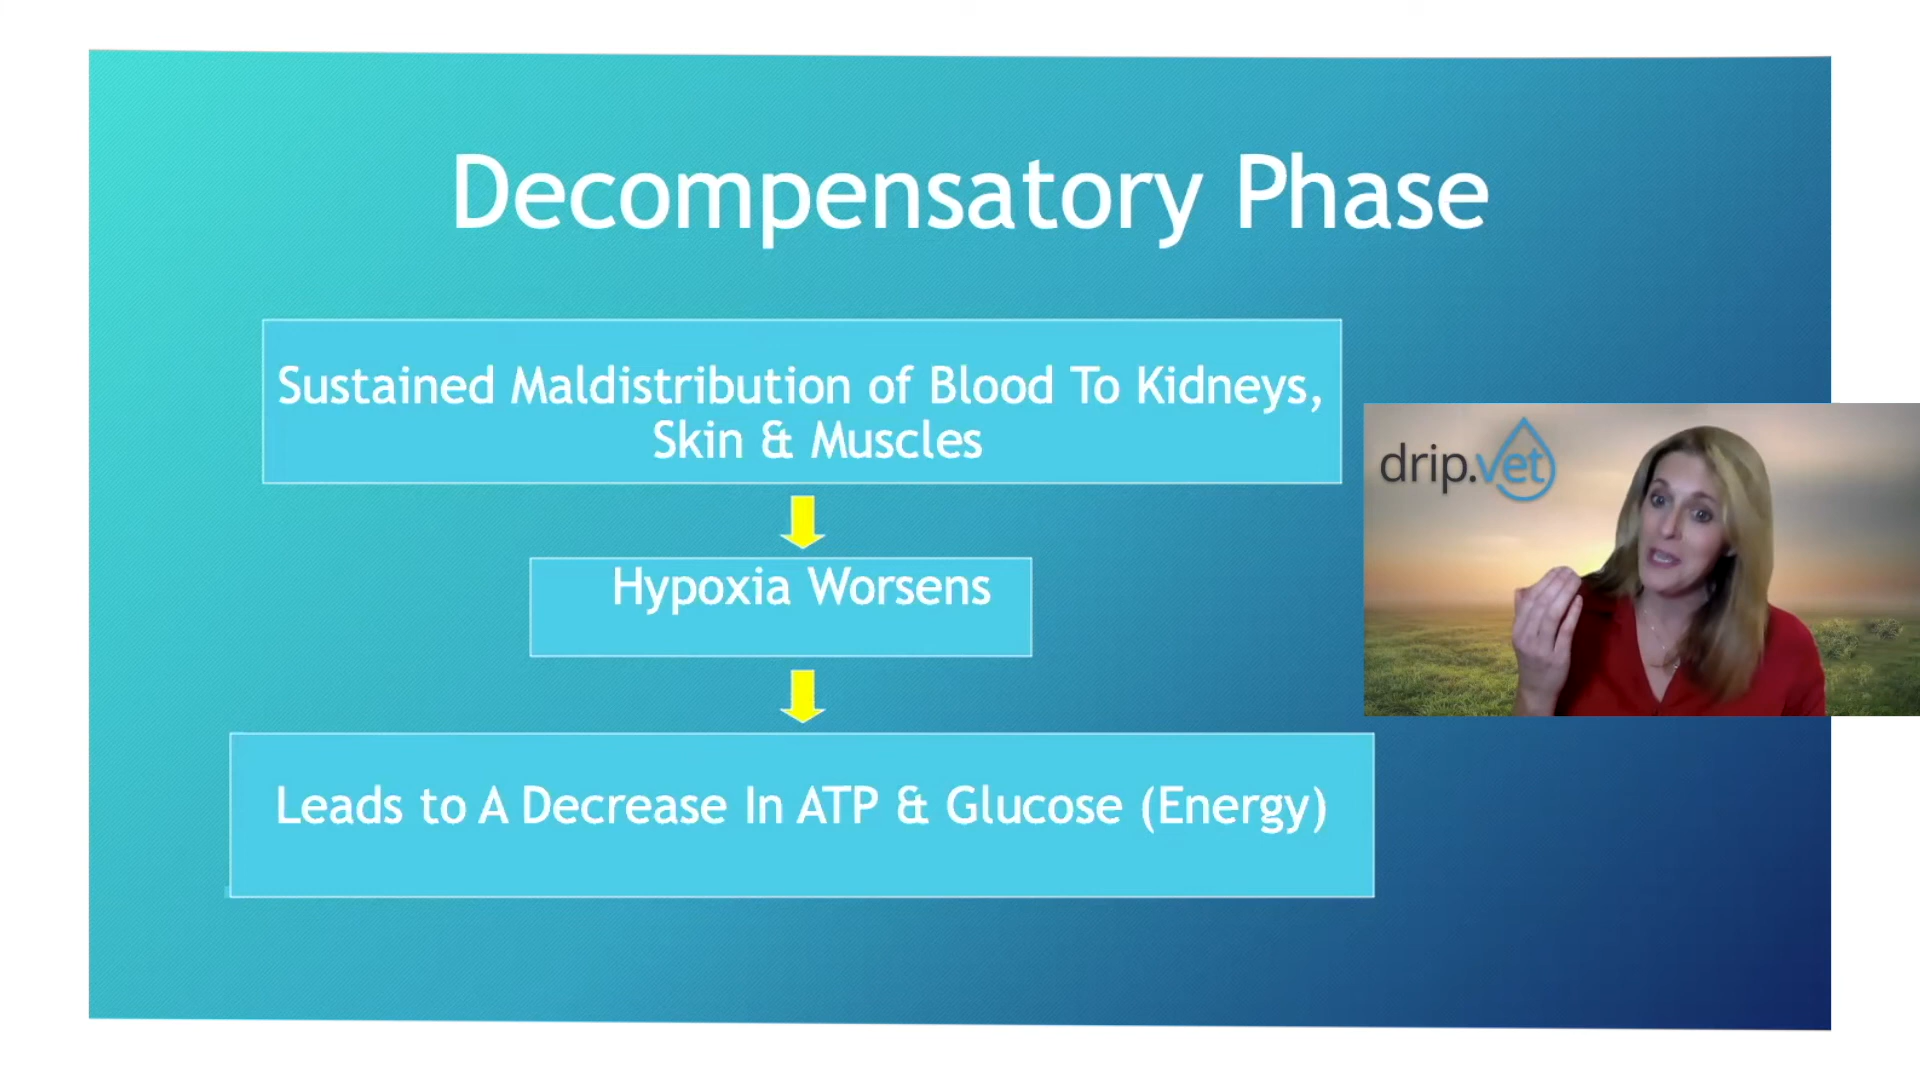 Decompensatory Phase
Sustained Maldistribution of Blood To Kidneys,
Skin & Muscles
Hypoxia Worsens
Leads to A Decrease In ATP & Glucose (Energy)
drip.vet